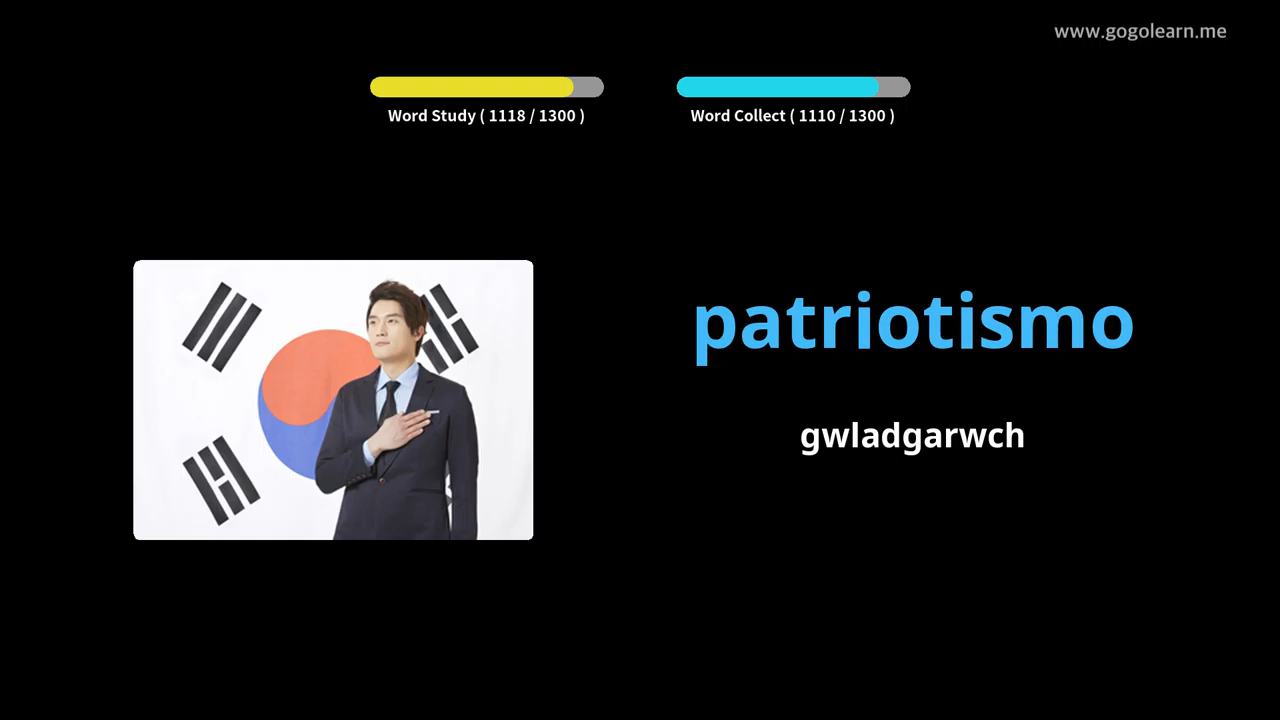 www.gogolearn.me
Word Study ( 1118 / 1300 )
Word Collect ( 1110 / 1300 )
patriotismo
gwladgarwch